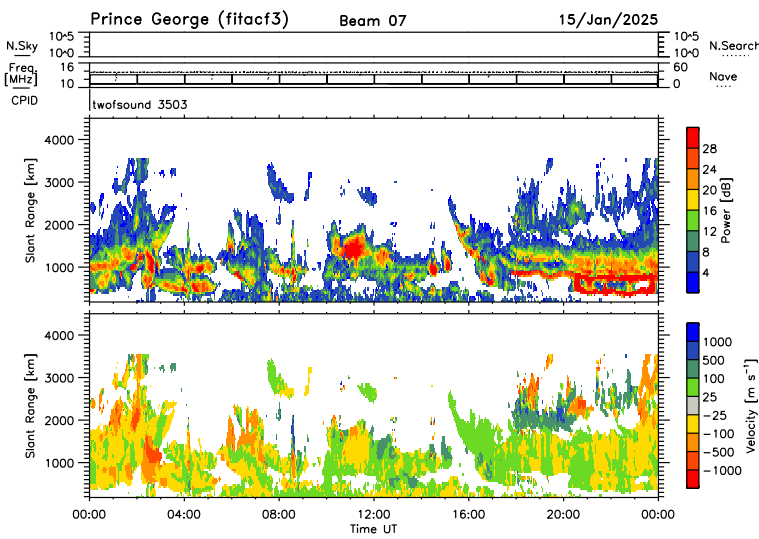 Prince George (fitacf3) Beam 07 15/Jan/2025
N.Sky 10^5 10^5 N.Search
10^0 10^0
Freq. 16 60
[MHz] 10 0 Nave
CPID twofsound 3503
Slant Range [km]
4000
3000
2000
1000
28
24
20
16
12
8
4
Power [dB]
Slant Range [km]
4000
3000
2000
1000
1000
500
100
25
−25
−100
−500
−1000
Velocity [m s⁻¹]
00:00 04:00 08:00 12:00 16:00 20:00 00:00
Time UT